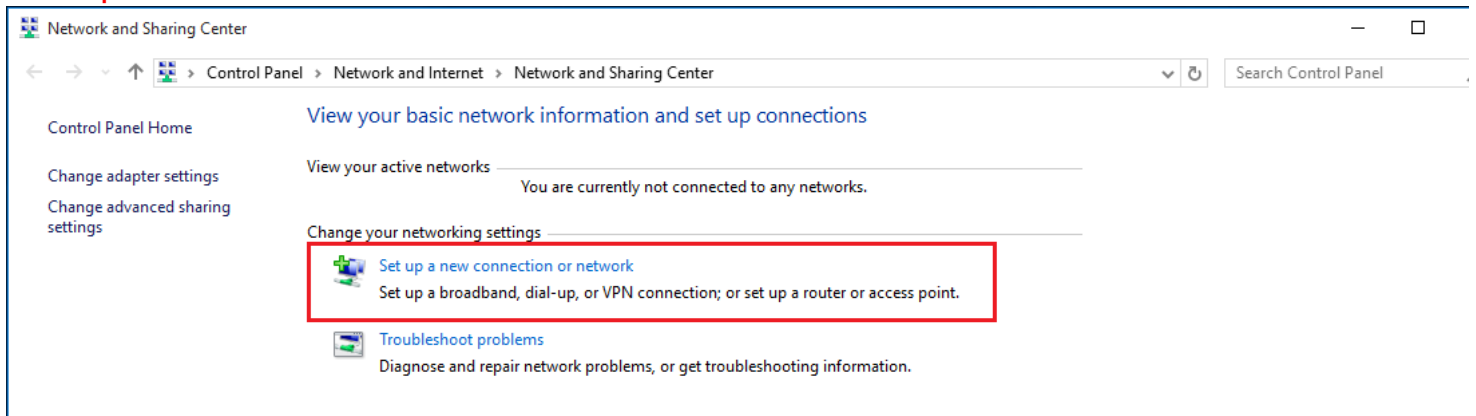 Network and Sharing Center
Control Panel > Network and Internet > Network and Sharing Center
Search Control Panel
Control Panel Home
Change adapter settings
Change advanced sharing
settings
View your basic network information and set up connections
View your active networks
You are currently not connected to any networks.
Change your networking settings
Set up a new connection or network
Set up a broadband, dial-up, or VPN connection; or set up a router or access point.
Troubleshoot problems
Diagnose and repair network problems, or get troubleshooting information.